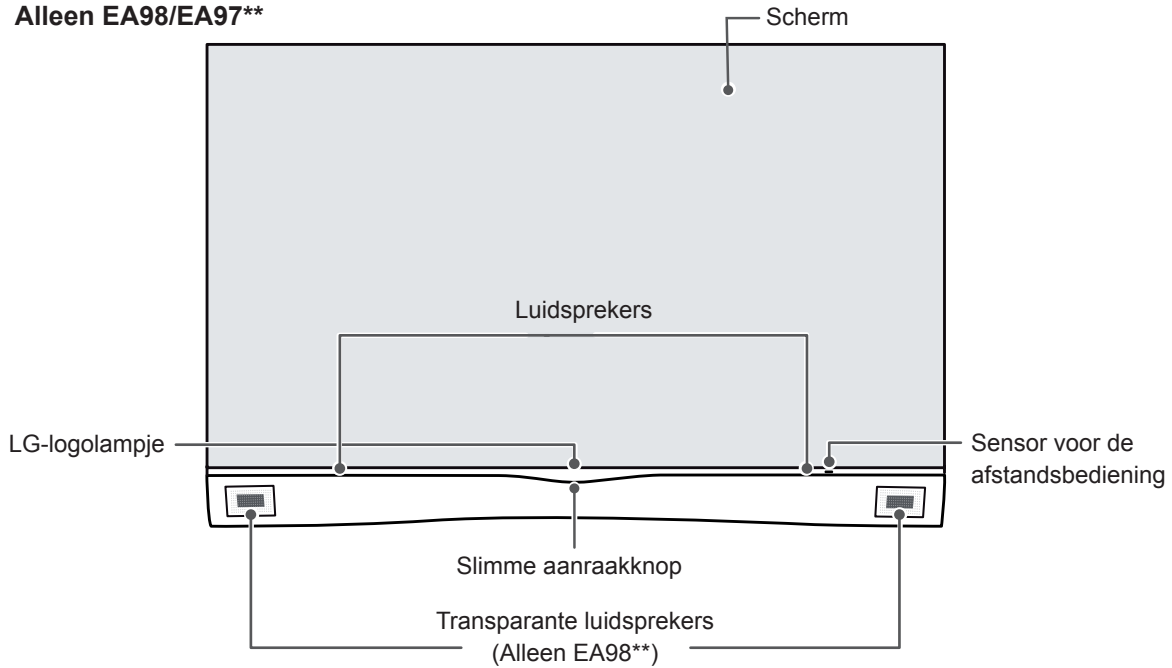 Alleen EA98/EA97**
Scherm
Luidsprekers
LG-logolampje
Sensor voor de
afstandsbediening
Slimme aanraakknop
Transparante luidsprekers
(Alleen EA98**)